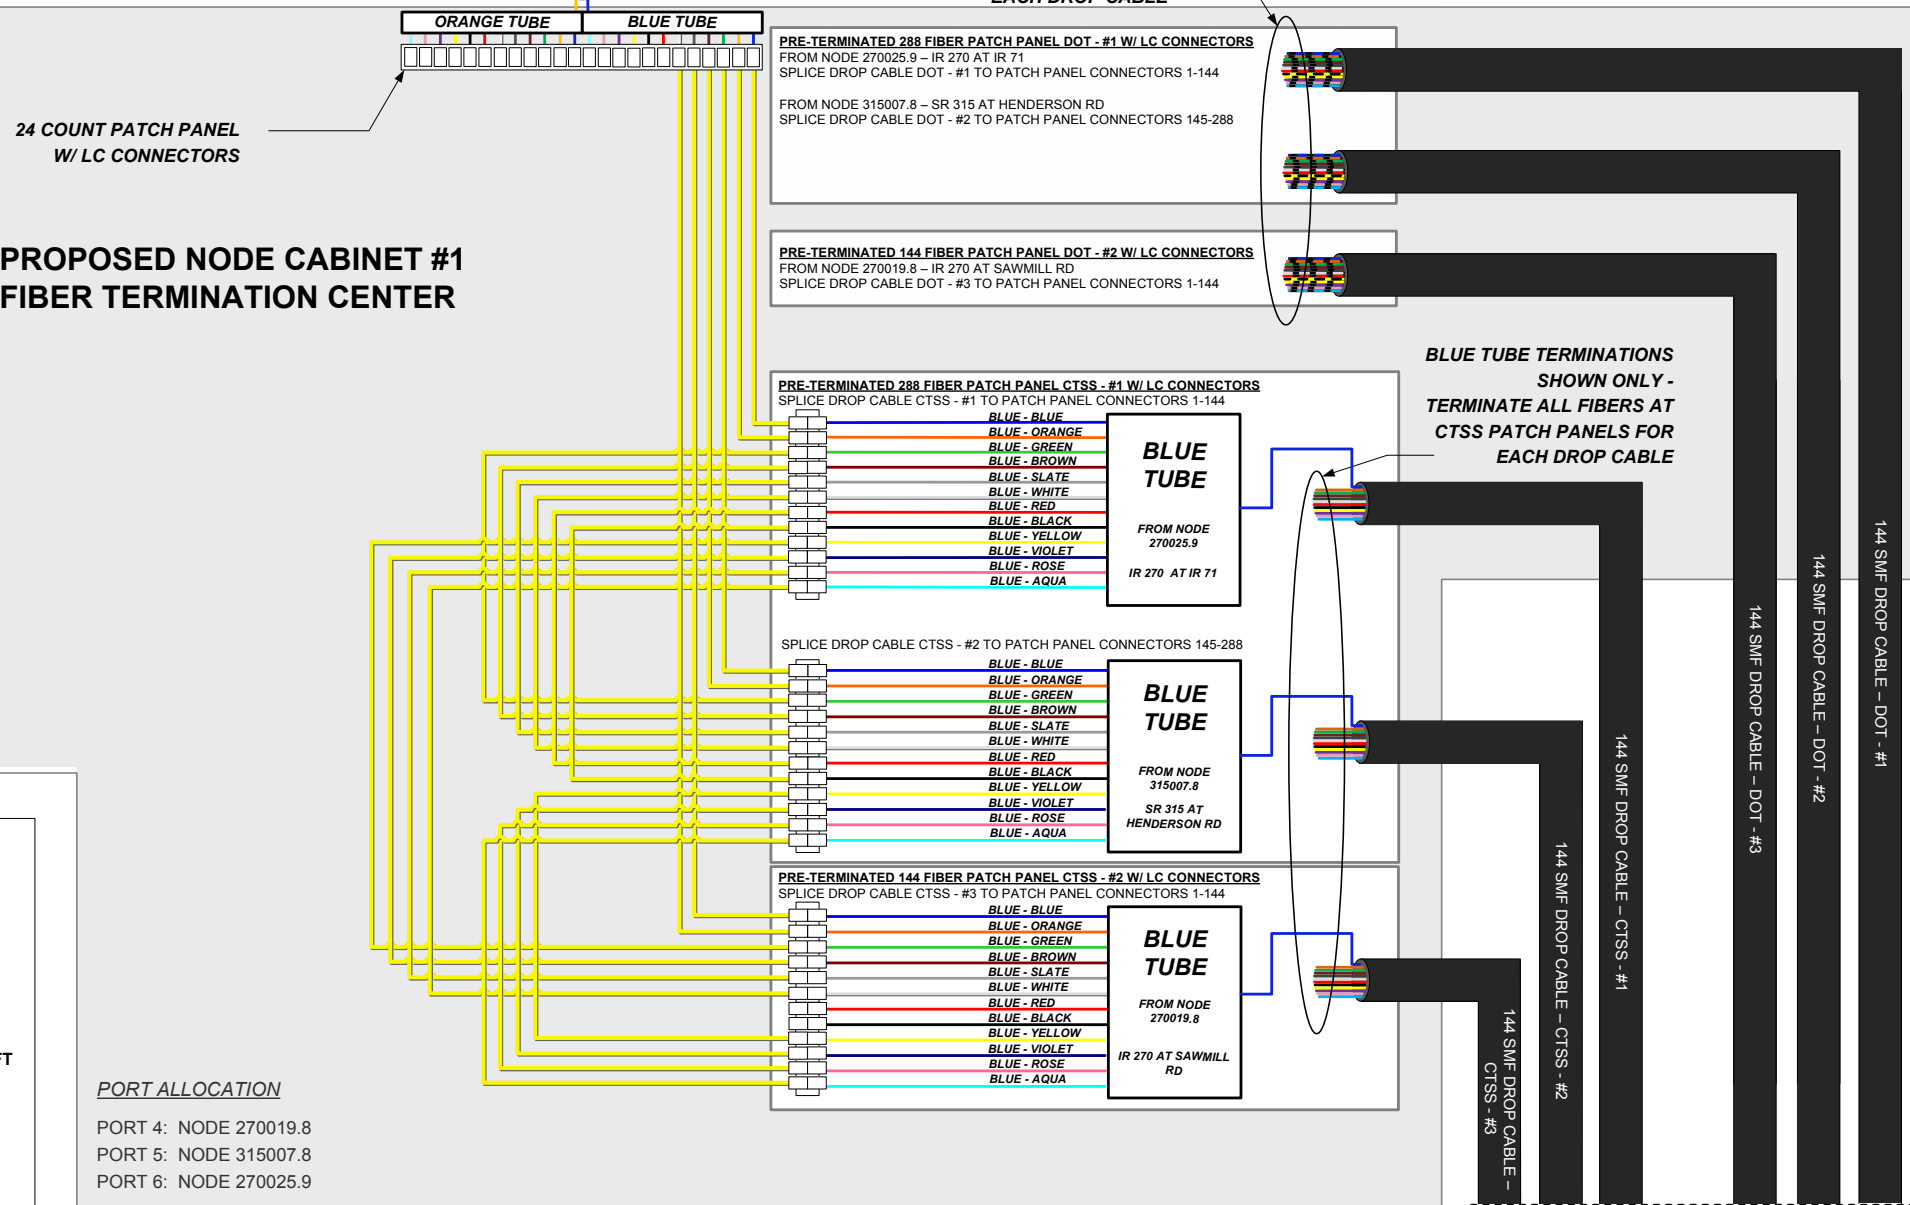 EACH DROP CABLE
ORANGE TUBE
BLUE TUBE
24 COUNT PATCH PANEL
W/ LC CONNECTORS
PROPOSED NODE CABINET #1
FIBER TERMINATION CENTER
PRE-TERMINATED 288 FIBER PATCH PANEL DOT - #1 W/ LC CONNECTORS
FROM NODE 270025.9 – IR 270 AT IR 71
SPLICE DROP CABLE DOT - #1 TO PATCH PANEL CONNECTORS 1-144
FROM NODE 315007.8 – SR 315 AT HENDERSON RD
SPLICE DROP CABLE DOT - #2 TO PATCH PANEL CONNECTORS 145-288
PRE-TERMINATED 144 FIBER PATCH PANEL DOT - #2 W/ LC CONNECTORS
FROM NODE 270019.8 – IR 270 AT SAWMILL RD
SPLICE DROP CABLE DOT - #3 TO PATCH PANEL CONNECTORS 1-144
BLUE TUBE TERMINATIONS
SHOWN ONLY -
TERMINATE ALL FIBERS AT
CTSS PATCH PANELS FOR
EACH DROP CABLE
PRE-TERMINATED 288 FIBER PATCH PANEL CTSS - #1 W/ LC CONNECTORS
SPLICE DROP CABLE CTSS - #1 TO PATCH PANEL CONNECTORS 1-144
BLUE - BLUE
BLUE - ORANGE
BLUE - GREEN
BLUE - BROWN
BLUE - SLATE
BLUE - WHITE
BLUE - RED
BLUE - BLACK
BLUE - YELLOW
BLUE - VIOLET
BLUE - ROSE
BLUE - AQUA
BLUE
TUBE
FROM NODE
270025.9
IR 270 AT IR 71
SPLICE DROP CABLE CTSS - #2 TO PATCH PANEL CONNECTORS 145-288
BLUE - BLUE
BLUE - ORANGE
BLUE - GREEN
BLUE - BROWN
BLUE - SLATE
BLUE - WHITE
BLUE - RED
BLUE - BLACK
BLUE - YELLOW
BLUE - VIOLET
BLUE - ROSE
BLUE - AQUA
BLUE
TUBE
FROM NODE
315007.8
SR 315 AT
HENDERSON RD
PRE-TERMINATED 144 FIBER PATCH PANEL CTSS - #2 W/ LC CONNECTORS
SPLICE DROP CABLE CTSS - #3 TO PATCH PANEL CONNECTORS 1-144
BLUE - BLUE
BLUE - ORANGE
BLUE - GREEN
BLUE - BROWN
BLUE - SLATE
BLUE - WHITE
BLUE - RED
BLUE - BLACK
BLUE - YELLOW
BLUE - VIOLET
BLUE - ROSE
BLUE - AQUA
BLUE
TUBE
FROM NODE
270019.8
IR 270 AT SAWMILL
RD
144 SMF DROP CABLE –
CTSS - #3
144 SMF DROP CABLE – CTSS - #2
144 SMF DROP CABLE – CTSS - #1
144 SMF DROP CABLE – DOT - #3
144 SMF DROP CABLE – DOT - #2
144 SMF DROP CABLE – DOT - #1
FT
PORT ALLOCATION
PORT 4: NODE 270019.8
PORT 5: NODE 315007.8
PORT 6: NODE 270025.9